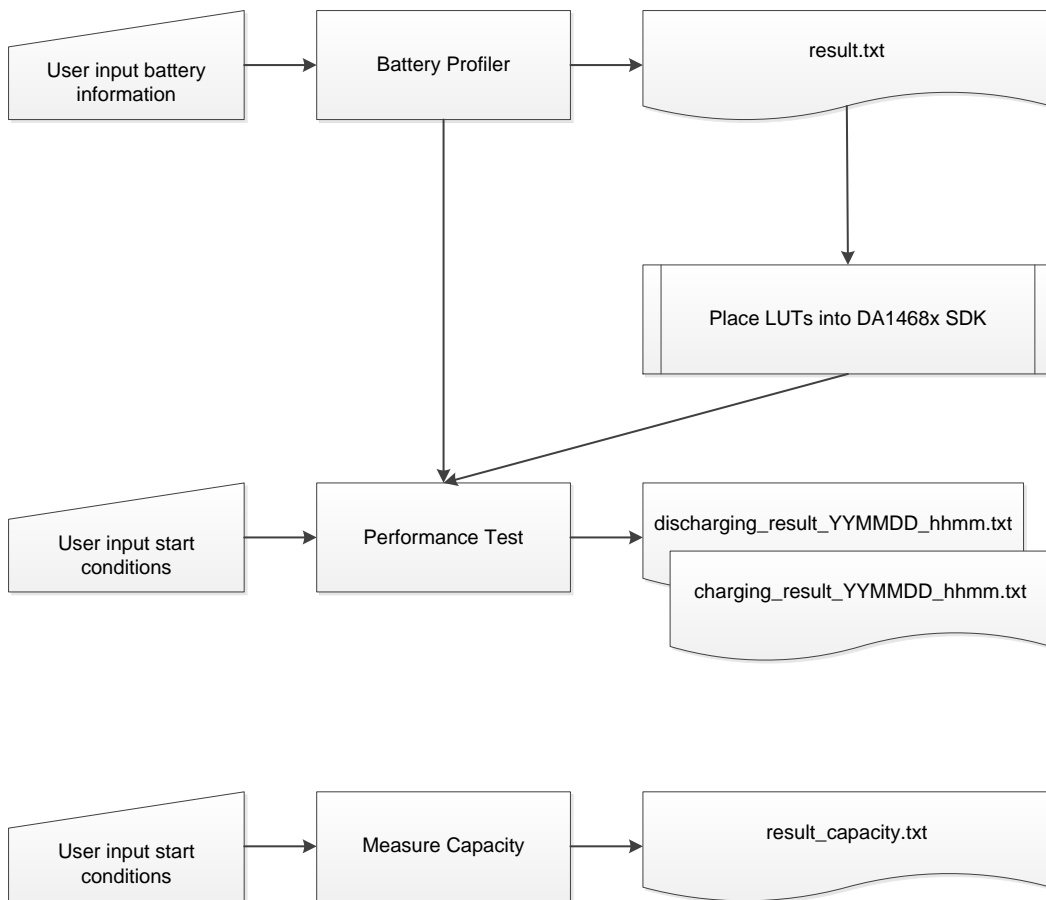 User input battery
information
Battery Profiler
result.txt
Place LUTs into DA1468x SDK
User input start
conditions
Performance Test
discharging_result_YYMMDD_hhmm.txt
charging_result_YYMMDD_hhmm.txt
User input start
conditions
Measure Capacity
result_capacity.txt